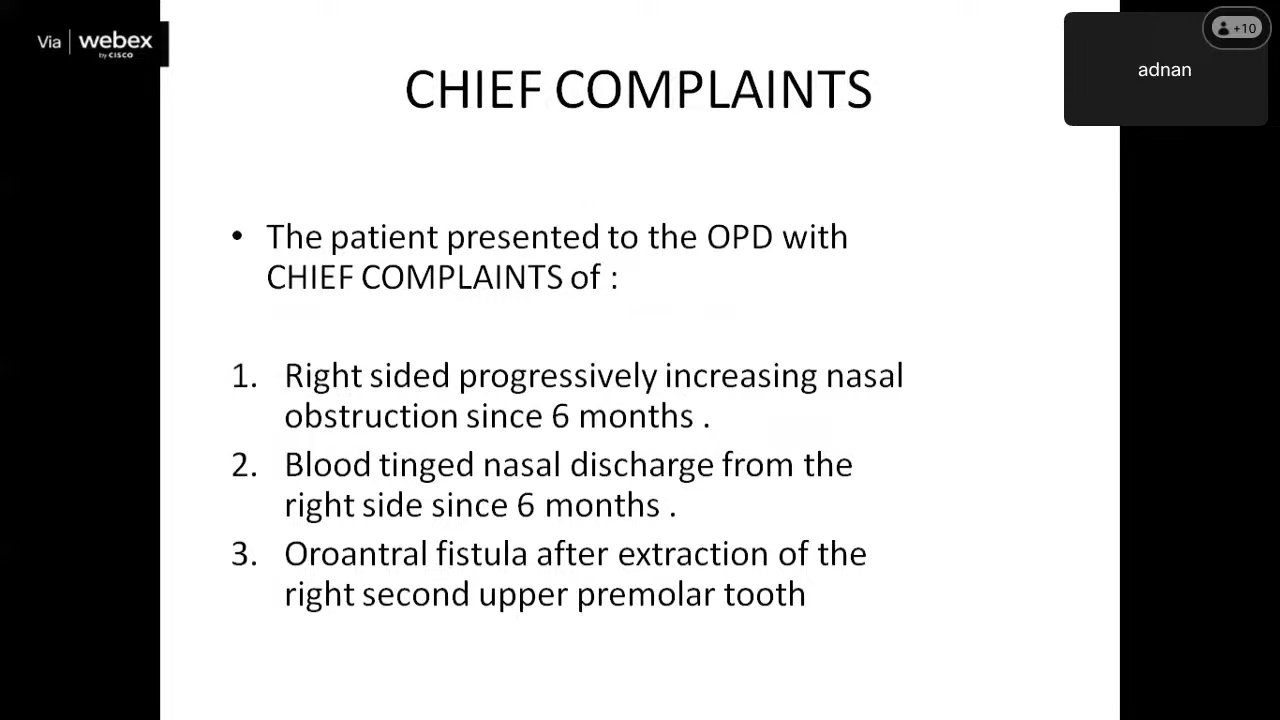 Via webex
by CISCO
+10
adnan
CHIEF COMPLAINTS
• The patient presented to the OPD with
CHIEF COMPLAINTS of :
1. Right sided progressively increasing nasal
obstruction since 6 months .
2. Blood tinged nasal discharge from the
right side since 6 months .
3. Oroantral fistula after extraction of the
right second upper premolar tooth